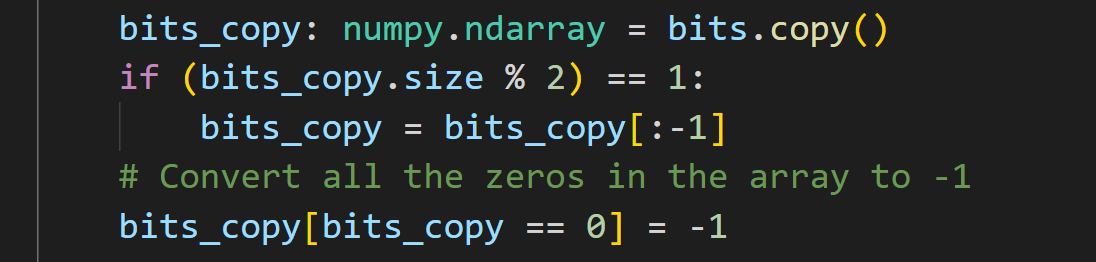 bits_copy: numpy.ndarray = bits.copy()
if (bits_copy.size % 2) == 1:
    bits_copy = bits_copy[:-1]
# Convert all the zeros in the array to -1
bits_copy[bits_copy == 0] = -1